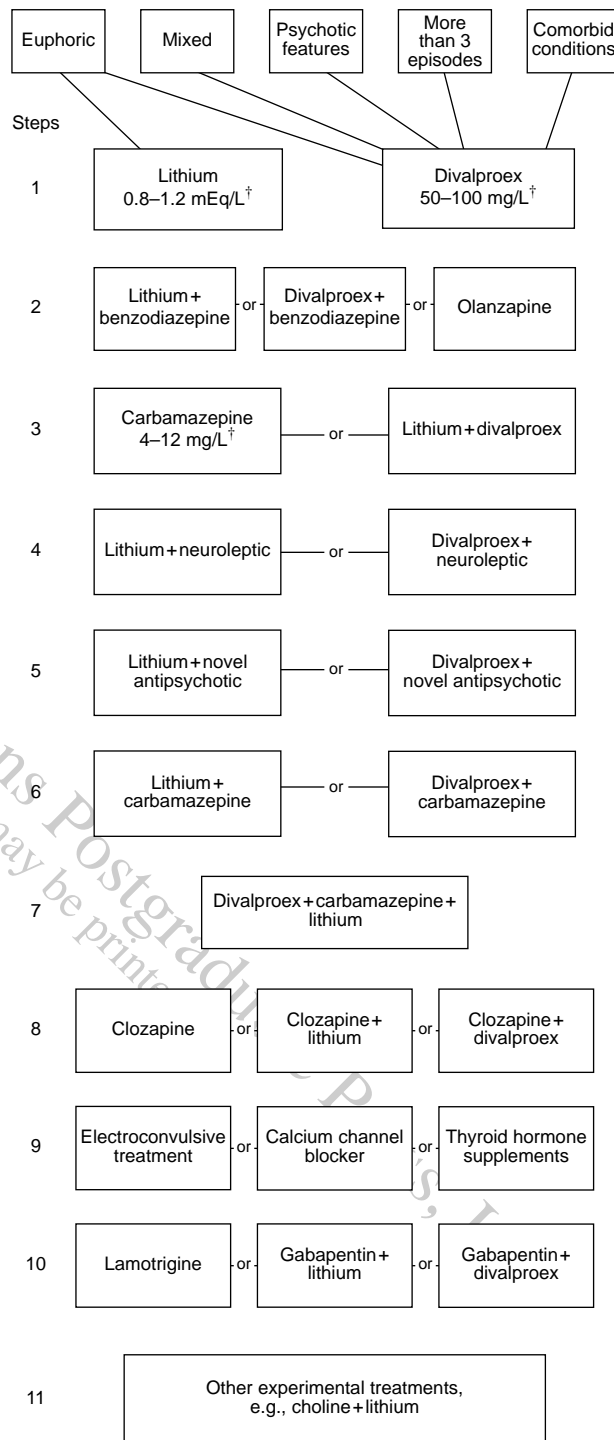 Euphoric
Mixed
Psychotic
features
More
than 3
episodes
Comorbid
conditions
Steps
1
Lithium
0.8–1.2 mEq/L†
Divalproex
50–100 mg/L†
2
Lithium+
benzodiazepine
or
Divalproex+
benzodiazepine
or
Olanzapine
3
Carbamazepine
4–12 mg/L†
or
Lithium+divalproex
4
Lithium+neuroleptic
or
Divalproex+
neuroleptic
5
Lithium+novel
antipsychotic
or
Divalproex+
novel antipsychotic
6
Lithium+
carbamazepine
or
Divalproex+
carbamazepine
7
Divalproex+carbamazepine+
lithium
8
Clozapine
or
Clozapine+
lithium
or
Clozapine+
divalproex
9
Electroconvulsive
treatment
or
Calcium channel
blocker
or
Thyroid hormone
supplements
10
Lamotrigine
or
Gabapentin+
lithium
or
Gabapentin+
divalproex
11
Other experimental treatments,
e.g., choline+lithium
may be